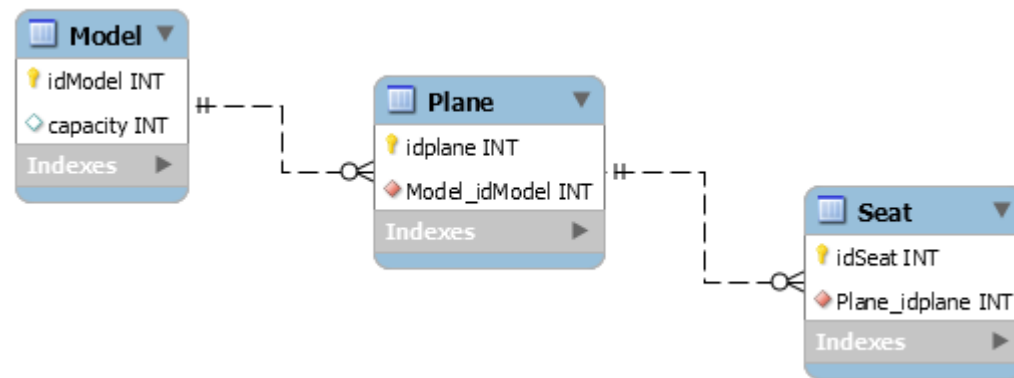 Model
idModel INT
capacity INT
Indexes
Plane
idplane INT
Model_idModel INT
Indexes
Seat
idSeat INT
Plane_idplane INT
Indexes